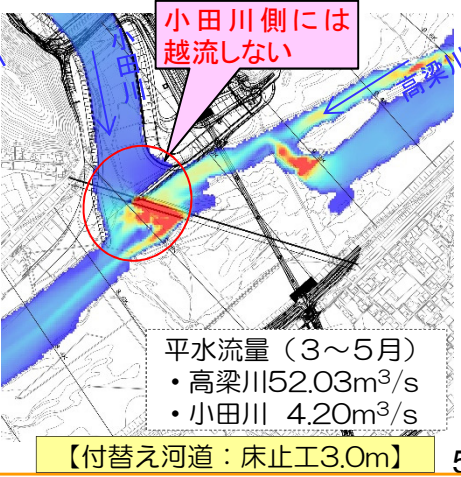 小田川側には
越流しない
小田川
高梁川
平水流量（3～5月）
・高梁川52.03m³/s
・小田川 4.20m³/s
【付替え河道：床止工3.0m】